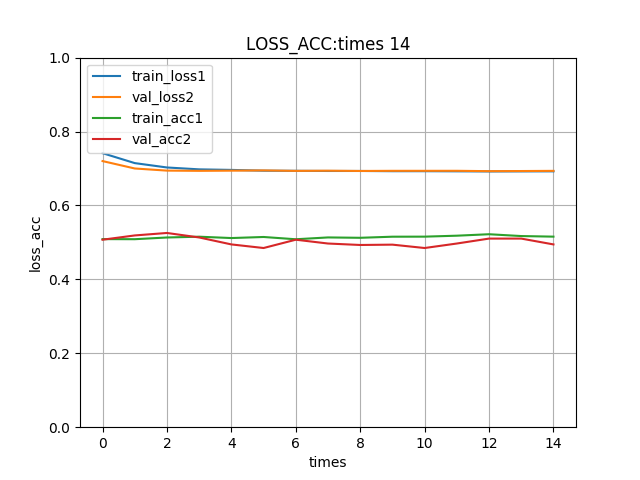 LOSS_ACC:times 14
1.0
0.8
0.6
0.4
0.2
0.0
loss_acc
train_loss1
val_loss2
train_acc1
val_acc2
0 2 4 6 8 10 12 14
times